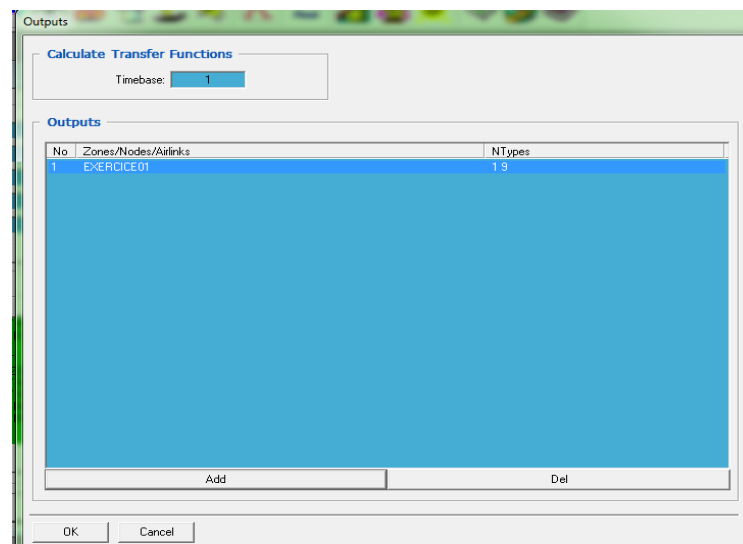 Outputs
Calculate Transfer Functions
Timebase: 1
Outputs
No Zones/Nodes/Airlinks NTypes
1 EXERCICE01 1 9
Add Del
OK Cancel